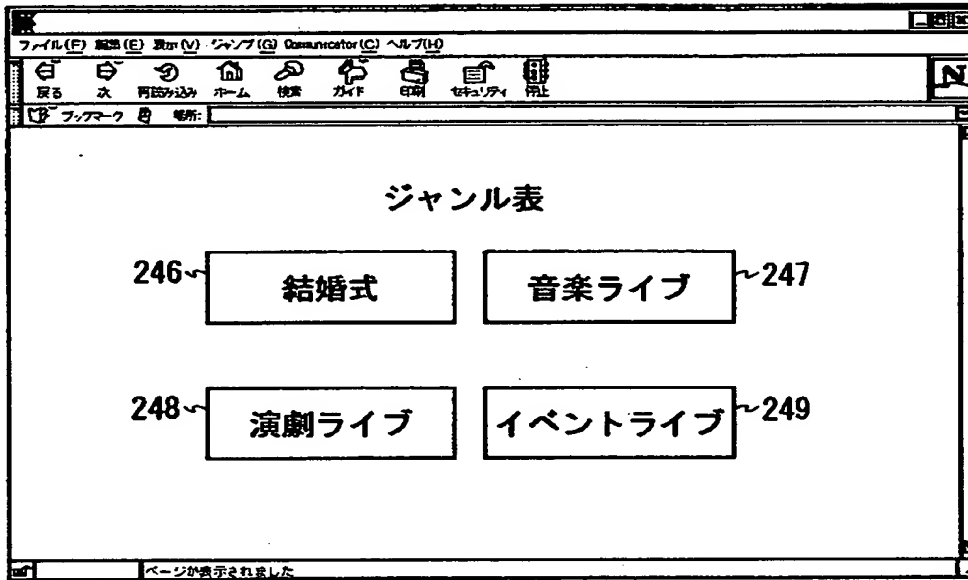 ファイル(F) 編集(E) 表示(V) ジャンプ(G) Communicator(C) ヘルプ(H)
戻る 次 再読み込み ホーム 検索 ガイド 印刷 セキュリティ 停止
N
ブックマーク 場所:
ジャンル表
246 結婚式 音楽ライブ 247
248 演劇ライブ イベントライブ 249
ページが表示されました